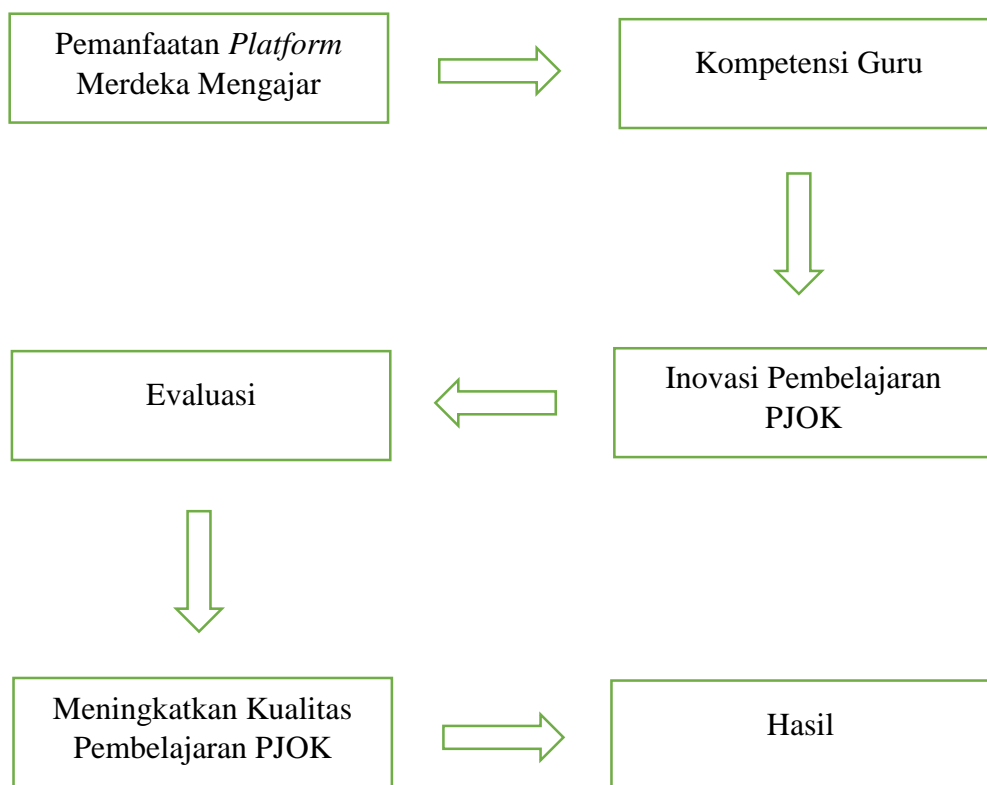 Pemanfaatan Platform
Merdeka Mengajar
Kompetensi Guru
Inovasi Pembelajaran
PJOK
Evaluasi
Meningkatkan Kualitas
Pembelajaran PJOK
Hasil